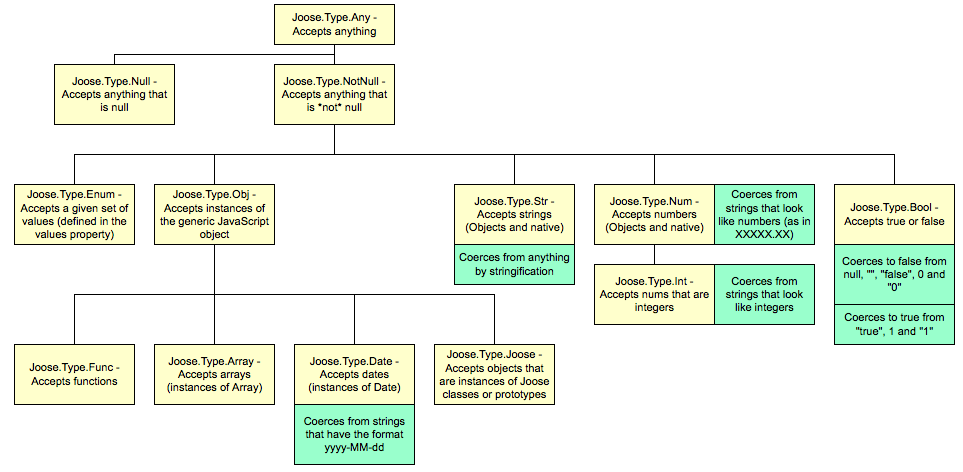 Joose.Type.Any -
Accepts anything
Joose.Type.Null -
Accepts anything that
is null
Joose.Type.NotNull -
Accepts anything that
is *not* null
Joose.Type.Enum -
Accepts a given set of
values (defined in the
values property)
Joose.Type.Obj -
Accepts instances of
the generic JavaScript
object
Joose.Type.Str -
Accepts strings
(Objects and native)
Coerces from anything
by stringification
Joose.Type.Num -
Accepts numbers
(Objects and native)
Coerces from
strings that look
like numbers (as in
XXXXX.XX)
Joose.Type.Bool -
Accepts true or false
Coerces to false from
null, "", "false", 0 and
"0"
Coerces to true from
"true", 1 and "1"
Joose.Type.Int -
Accepts nums that are
integers
Coerces from
strings that look
like integers
Joose.Type.Func -
Accepts functions
Joose.Type.Array -
Accepts arrays
(instances of Array)
Joose.Type.Date -
Accepts dates
(instances of Date)
Coerces from strings
that have the format
yyyy-MM-dd
Joose.Type.Joose -
Accepts objects that
are instances of Joose
classes or prototypes